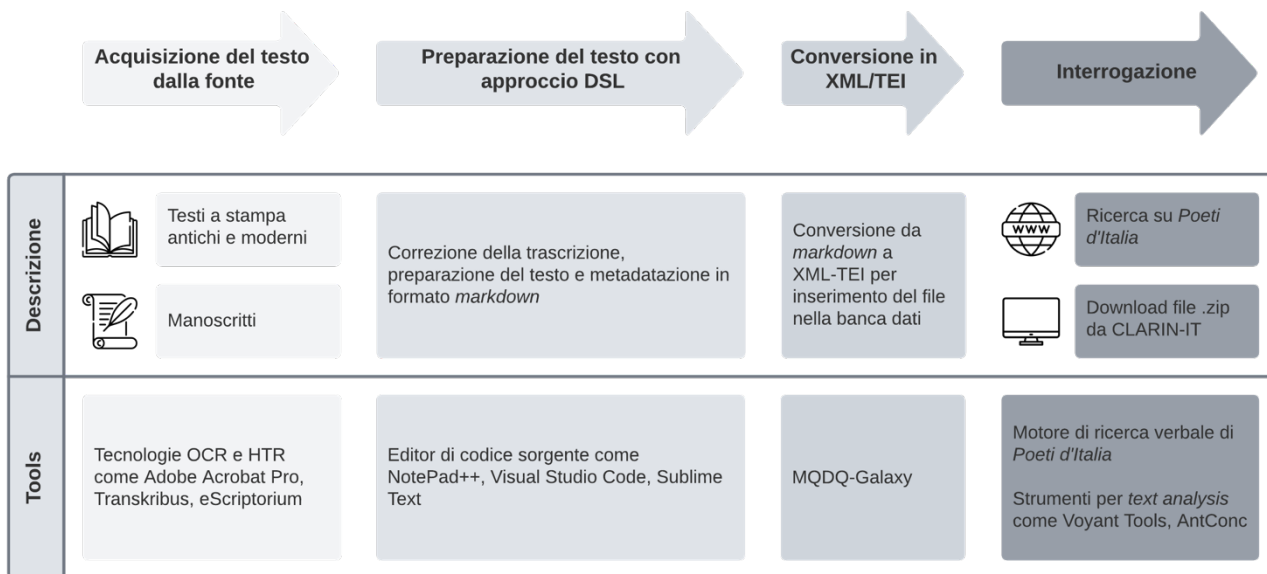 Acquisizione del testo
dalla fonte
Preparazione del testo con
approccio DSL
Conversione in
XML/TEI
Interrogazione
Descrizione
Testi a stampa
antichi e moderni
Manoscritti
Correzione della trascrizione,
preparazione del testo e metadatazione in
formato markdown
Conversione da
markdown a
XML-TEI per
inserimento del file
nella banca dati
WWW
Ricerca su Poeti
d'Italia
Download file .zip
da CLARIN-IT
Tools
Tecnologie OCR e HTR
come Adobe Acrobat Pro,
Transkribus, eScriptorium
Editor di codice sorgente come
NotePad++, Visual Studio Code, Sublime
Text
MQDQ-Galaxy
Motore di ricerca verbale di
Poeti d'Italia
Strumenti per text analysis
come Voyant Tools, AntConc